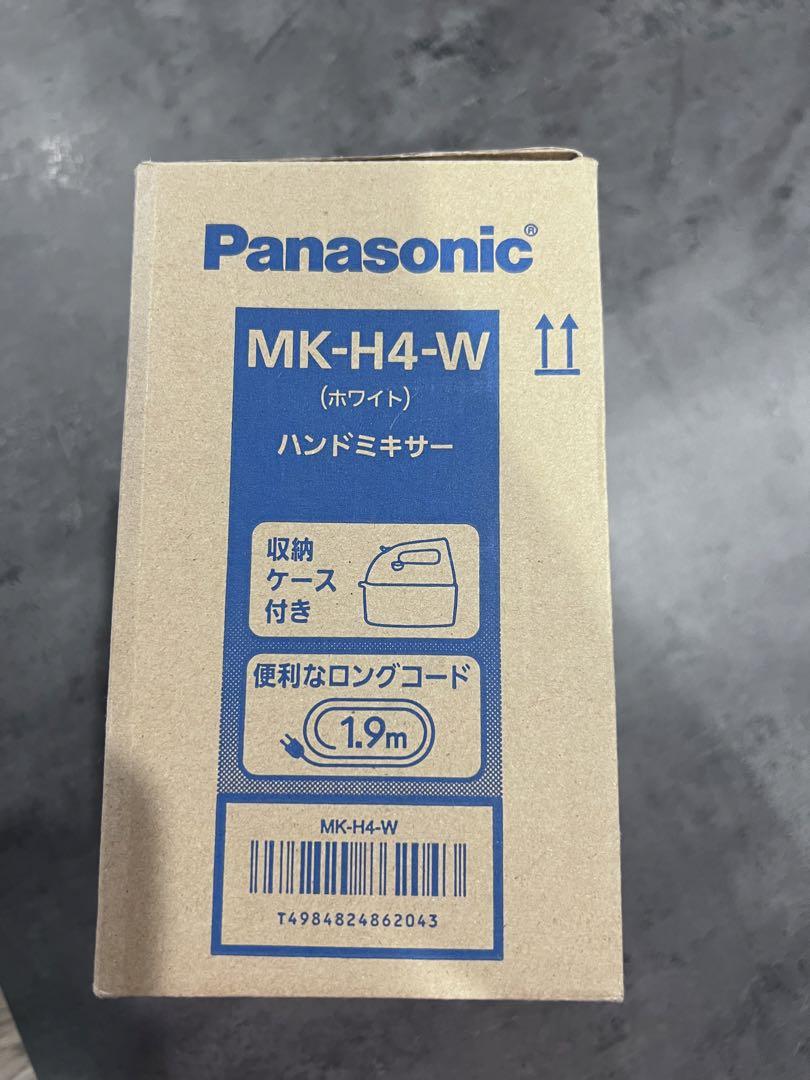 Panasonic®
MK-H4-W
(ホワイト)
ハンドミキサー
収納
ケース
付き
便利なロングコード
1.9m
MK-H4-W
T4984824862043